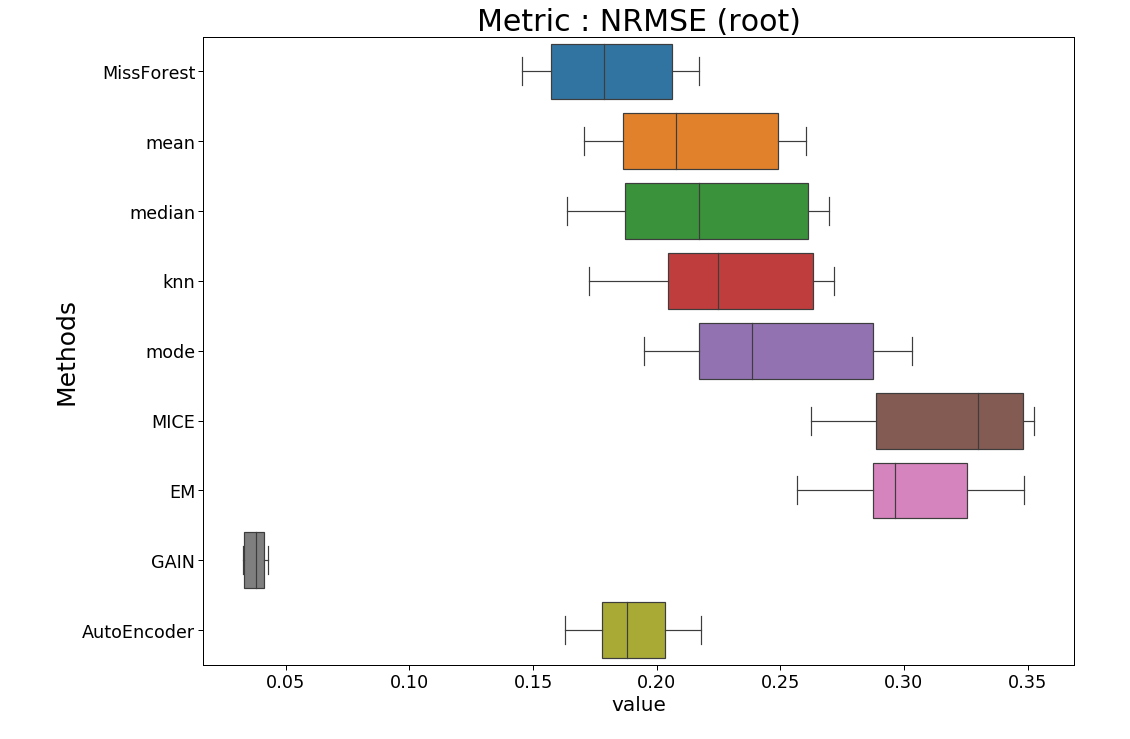 Metric : NRMSE (root)
MissForest
mean
median
knn
mode
MICE
EM
GAIN
AutoEncoder
Methods
0.05 0.10 0.15 0.20 0.25 0.30 0.35
value